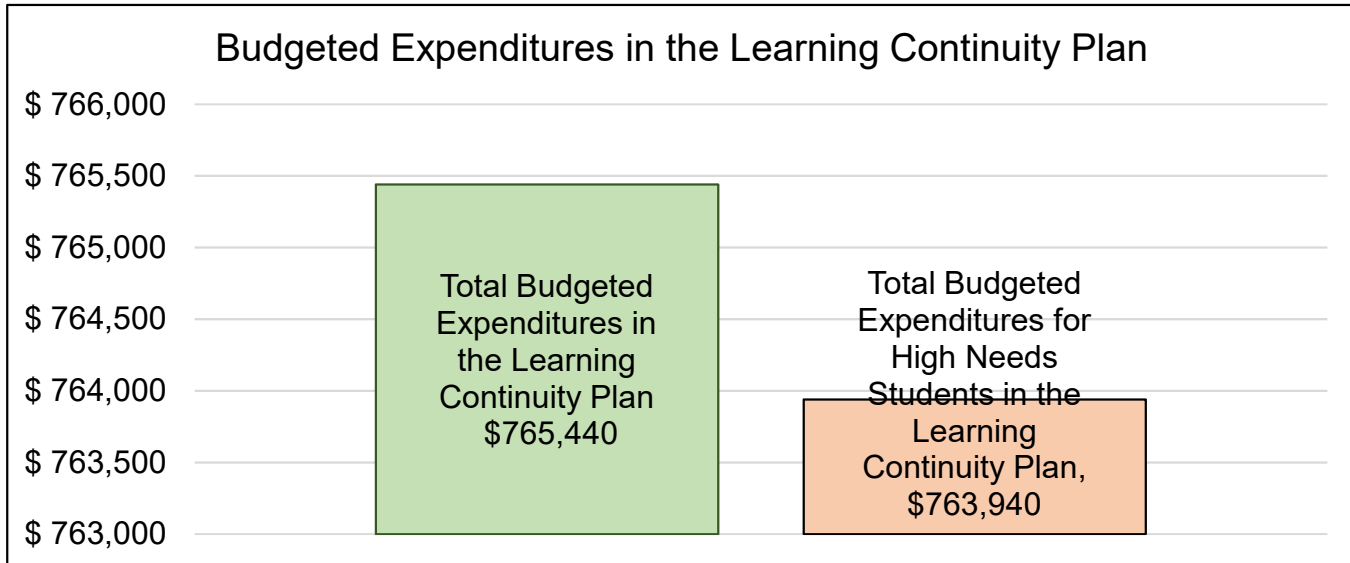 Budgeted Expenditures in the Learning Continuity Plan
$ 766,000
$ 765,500
$ 765,000
$ 764,500
$ 764,000
$ 763,500
$ 763,000
Total Budgeted
Expenditures in
the Learning
Continuity Plan
$765,440
Total Budgeted
Expenditures for
High Needs
Students in the
Learning
Continuity Plan,
$763,940